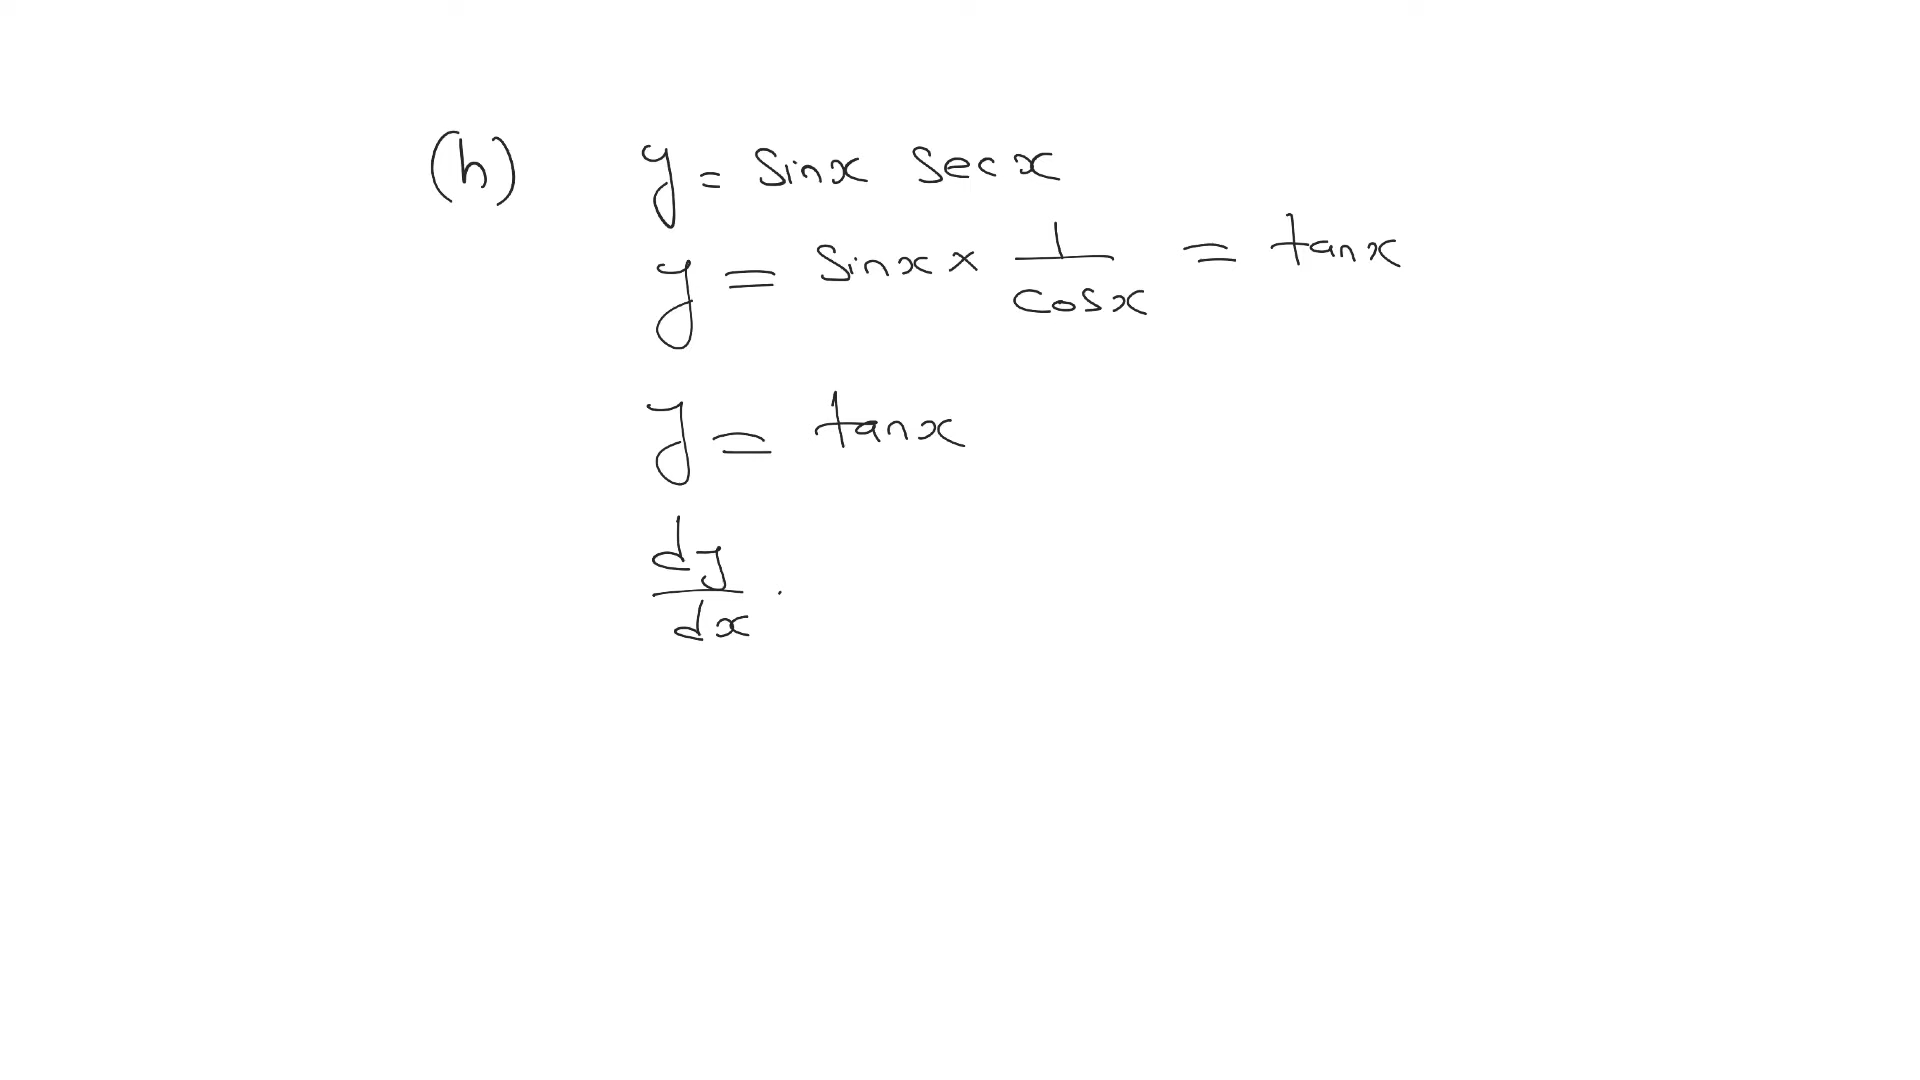 (h) y = sinx secx
y = sinx × 1/cosx = tanx
y = tanx
dy/dx